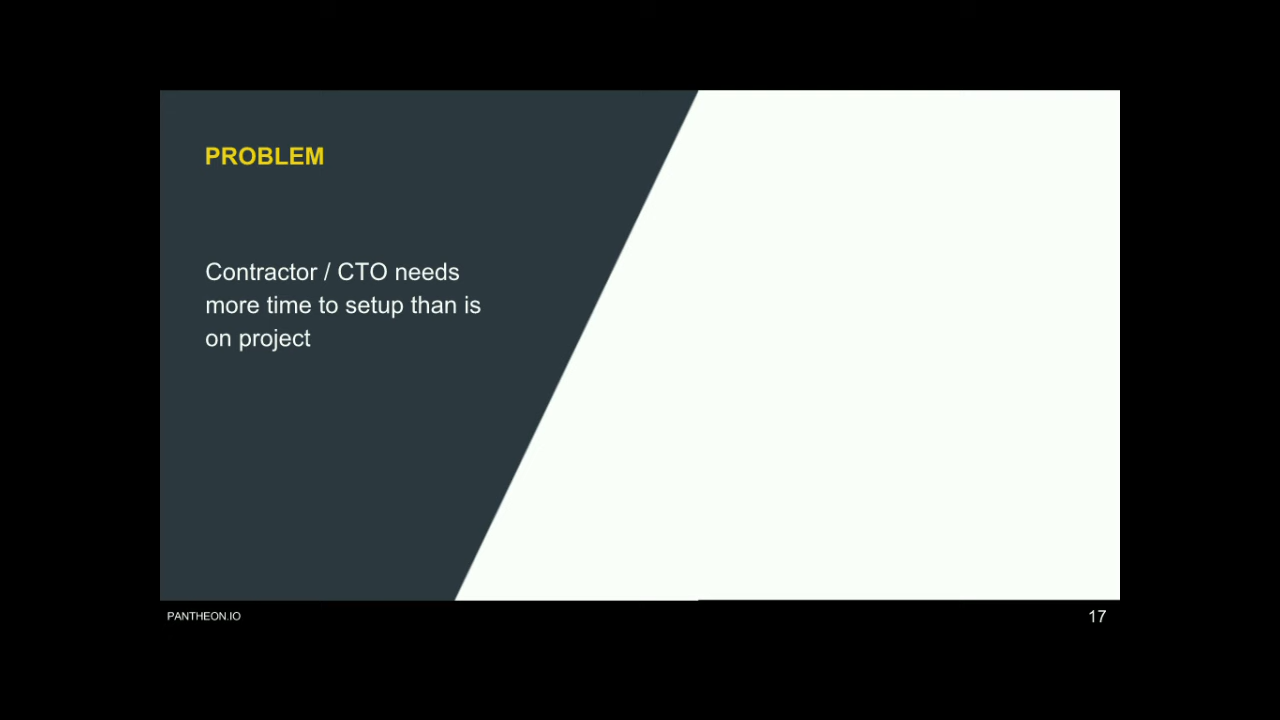 PROBLEM
Contractor / CTO needs
more time to setup than is
on project
PANTHEON.IO
17